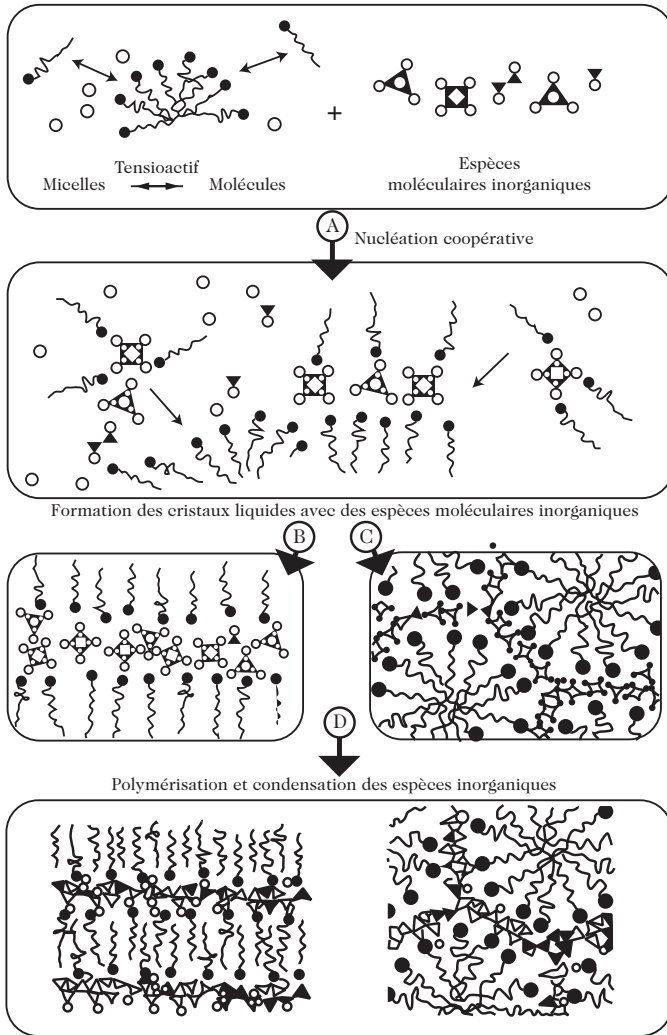 +
Tensioactif
Micelles Molécules
Espèces
moléculaires inorganiques
A
Nucléation coopérative
Formation des cristaux liquides avec des espèces moléculaires inorganiques
B
C
D
Polymérisation et condensation des espèces inorganiques